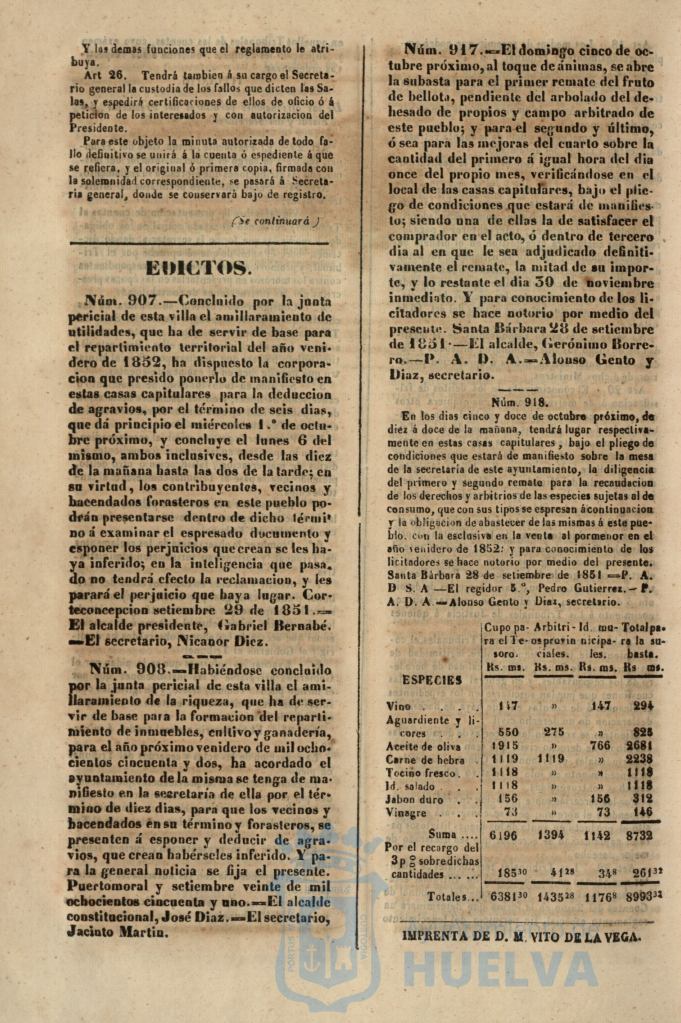 Y las demas funciones que el reglamento le atri-
buya.
Art 26. Tendrá tambien á su cargo el Secreta-
rio general la custodia de los fallos que dicten las Sa-
las, y espedirá certificaciones de ellos de oficio ó á
peticion de los interesados y con autorizacion del
Presidente.
Para este objeto la minuta autorizada de todo fa-
llo definitivo se unirá á la cuenta ó espediente á que
se refiera, y el original ó primera copia, firmada con
la solemnidad correspondiente, se pasará á Secreta-
ria general, donde se conservará bajo de registro.
(Se continuará)
EDICTOS.
Núm. 907.—Concluido por la junta
pericial de esta villa el amillaramiento de
utilidades, que ha de servir de base para
el repartimiento territorial del año veni-
dero de 1852, ha dispuesto la corpora-
cion que presido ponerlo de manifiesto en
estas casas capitulares para la deduccion
de agravios, por el término de seis dias,
que dá principio el miércoles 1.º de octu-
bre próximo, y concluye el lunes 6 del
mismo, ambos inclusives, desde las diez
de la mañana hasta las dos de la tarde; en
su virtud, los contribuyentes, vecinos y
hacendados forasteros en este pueblo po-
drán presentarse dentro de dicho térmi-
no á examinar el espresado documento y
esponer los perjuicios que crean se les ha-
ya inferido; en la inteligencia que pasa-
do no tendrá efecto la reclamacion, y les
parará el perjuicio que haya lugar. Cor-
teconcepcion setiembre 29 de 1851.—
El alcalde presidente, Gabriel Bernabé.
—El secretario, Nicanor Diez.
Núm. 908.—Habiéndose concluido
por la junta pericial de esta villa el ami-
llaramiento de la riqueza, que ha de ser-
vir de base para la formacion del reparti-
miento de inmuebles, cultivo y ganadería,
para el año próximo venidero de mil ocho-
cientos cincuenta y dos, ha acordado el
ayuntamiento de la misma se tenga de ma-
nifiesto en la secretaría de ella por el tér-
mino de diez dias, para que los vecinos y
hacendados en su término y forasteros, se
presenten á esponer y deducir de agra-
vios, que crean habérseles inferido. Y pa-
ra la general noticia se fija el presente.
Puertomoral y setiembre veinte de mil
ochocientos cincuenta y uno.—El alcalde
constitucional, José Diaz.—El secretario,
Jacinto Martin.
Núm. 917.—El domingo cinco de oc-
tubre próximo, al toque de ánimas, se abre
la subasta para el primer remate del fruto
de bellota, pendiente del arbolado del de-
hesado de propios y campo arbitrado de
este pueblo; y para el segundo y último,
ó sea para las mejoras del cuarto sobre la
cantidad del primero á igual hora del dia
once del propio mes, verificándose en el
local de las casas capitulares, bajo el plie-
go de condiciones que estará de manifies-
to; siendo una de ellas la de satisfacer el
comprador en el acto, ó dentro de tercero
dia al en que le sea adjudicado definiti-
vamente el remate, la mitad de su impor-
te, y lo restante el dia 30 de noviembre
inmediato. Y para conocimiento de los li-
citadores se hace notorio por medio del
presente. Santa Bárbara 28 de setiembre
de 1851.—El alcalde, Gerónimo Borre-
ro.—P. A. D. A.—Alonso Gento y
Diaz, secretario.
Núm. 918.
En los dias cinco y doce de octubre próximo, de
diez á doce de la mañana, tendrá lugar respectiva-
mente en estas casas capitulares, bajo el pliego de
condiciones que estará de manifiesto sobre la mesa
de la secretaría de este ayuntamiento, la diligencia
del primero y segundo remate para la recaudacion
de los derechos y arbitrios de las especies sujetas al de
consumo, que con sus tipos se espresan á continuacion
y la obligacion de abastecer de las mismas á este pue-
blo, con la esclusiva en la venta al pormenor en el
año venidero de 1852: y para conocimiento de los
licitadores se hace notorio por medio del presente.
Santa Bárbara 28 de setiembre de 1851—P. A.
D S. A—El regidor 5.º, Pedro Gutierrez.—P.
A. D. A—Alonso Gento y Diaz, secretario.
Cupo pa- Arbitri- Id. mu- Total pa-
ra el Te- os provin nicipa- ra la su-
soro. ciales. les. basta.
Rs. ms. Rs. ms. Rs. ms. Rs ms.
ESPECIES
Vino . . . . 147 » 147 294
Aguardiente y li-
cores . . . 550 275 » 825
Aceite de oliva 1915 » 766 2681
Carne de hebra 1119 1119 » 2238
Tocino fresco. . 1118 » » 1118
Id. salado . . 1118 » » 1118
Jabon duro . . 156 » 156 312
Vinagre . . . 73 » 73 146
Suma .... 6196 1394 1142 8732
Por el recargo del
3 p % sobre dichas
cantidades ...... 185 30 41 28 34 8 261 32
Totales... 6381 30 1435 28 1176 8 8993 32
IMPRENTA DE D. M. VITO DE LA VEGA.
HUELVA